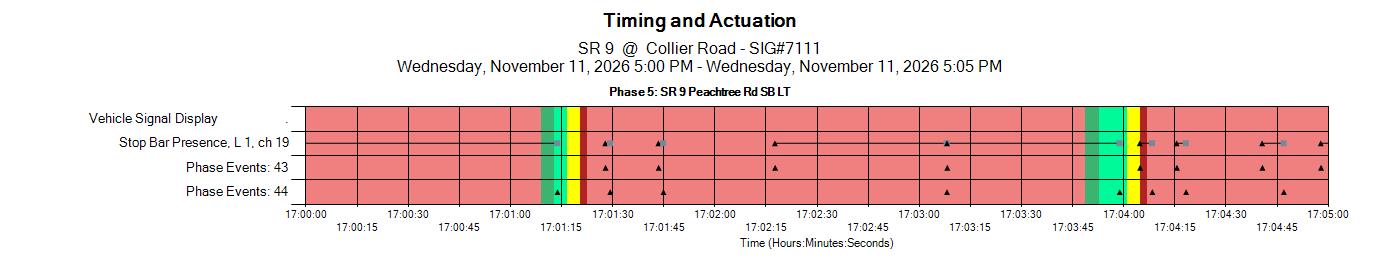 Timing and Actuation
SR 9 @ Collier Road - SIG#7111
Wednesday, November 11, 2026 5:00 PM - Wednesday, November 11, 2026 5:05 PM
Phase 5: SR 9 Peachtree Rd SB LT
Vehicle Signal Display .
Stop Bar Presence, L 1, ch 19
Phase Events: 43
Phase Events: 44
17:00:00 17:00:30 17:01:00 17:01:30 17:02:00 17:02:30 17:03:00 17:03:30 17:04:00 17:04:30 17:05:00
17:00:15 17:00:45 17:01:15 17:01:45 17:02:15 17:02:45 17:03:15 17:03:45 17:04:15 17:04:45
Time (Hours:Minutes:Seconds)